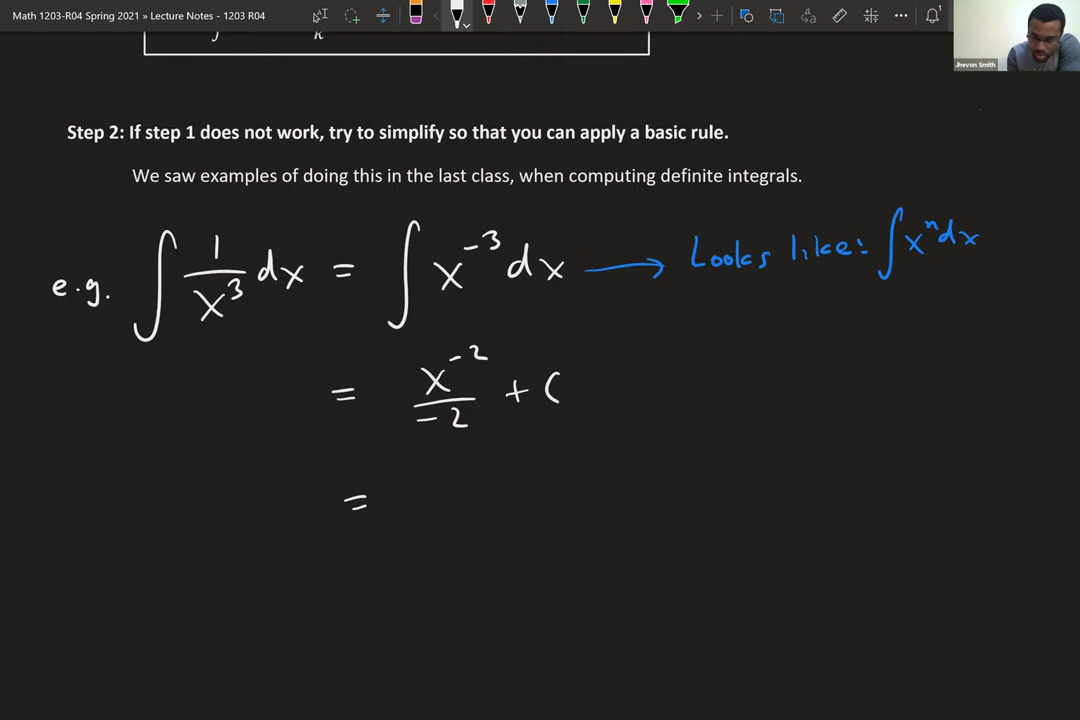 Math 1203-R04 Spring 2021 » Lecture Notes - 1203 R04
Jhevon Smith
Step 2: If step 1 does not work, try to simplify so that you can apply a basic rule.
We saw examples of doing this in the last class, when computing definite integrals.
e.g. ∫ 1/x³ dx = ∫ x⁻³ dx → Looks like: ∫ xⁿ dx
= x⁻²/-2 + C
=